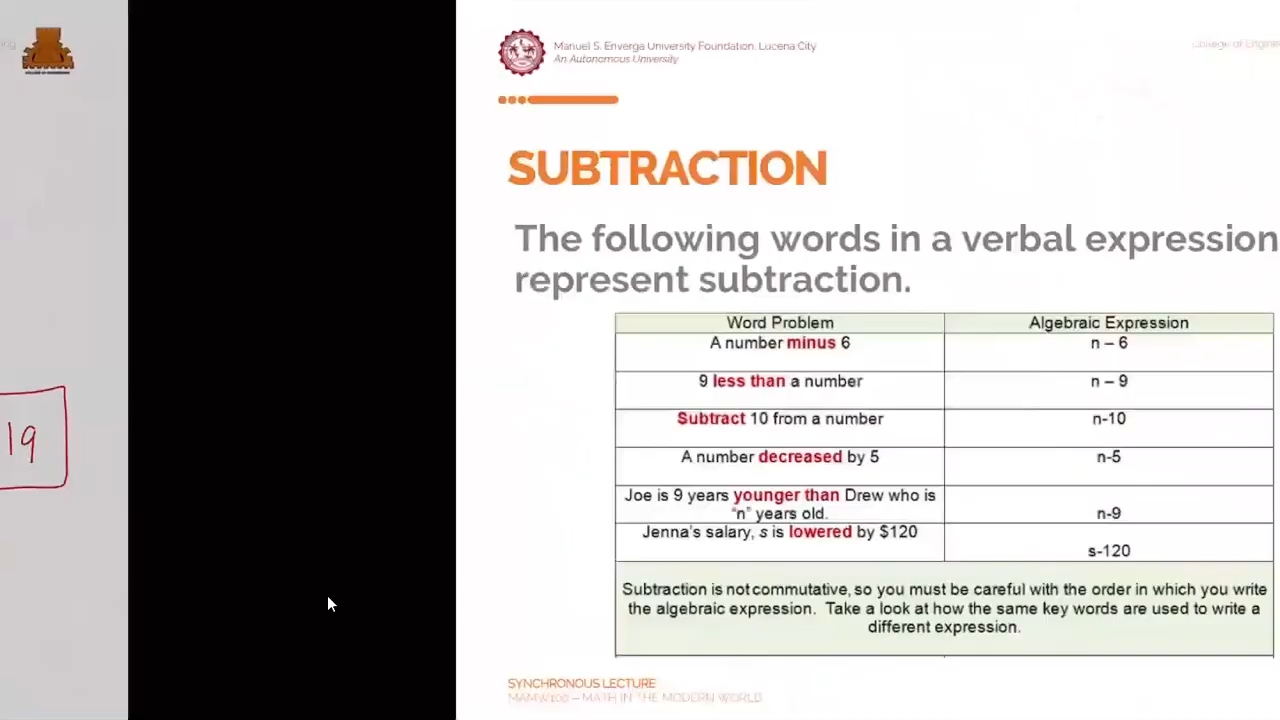 Manuel S. Enverga University Foundation, Lucena City
An Autonomous University
College of Engine
19
SUBTRACTION
The following words in a verbal expression
represent subtraction.
Word Problem Algebraic Expression
A number minus 6 n – 6
9 less than a number n – 9
Subtract 10 from a number n-10
A number decreased by 5 n-5
Joe is 9 years younger than Drew who is
"n" years old. n-9
Jenna's salary, s is lowered by $120
s-120
Subtraction is not commutative, so you must be careful with the order in which you write
the algebraic expression. Take a look at how the same key words are used to write a
different expression.
SYNCHRONOUS LECTURE
MAMW100 – MATH IN THE MODERN WORLD